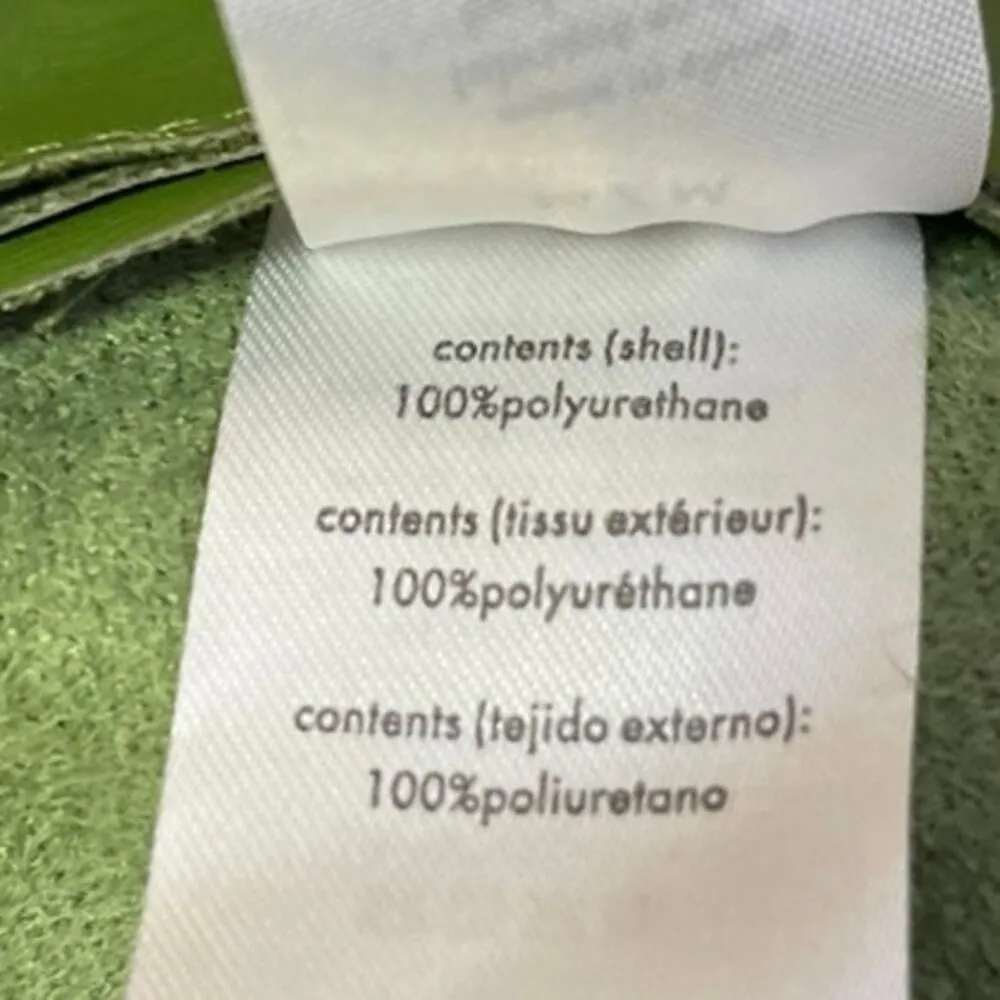 contents (shell):
100%polyurethane
contents (tissu extérieur):
100%polyuréthane
contents (tejido externo):
100%poliuretano